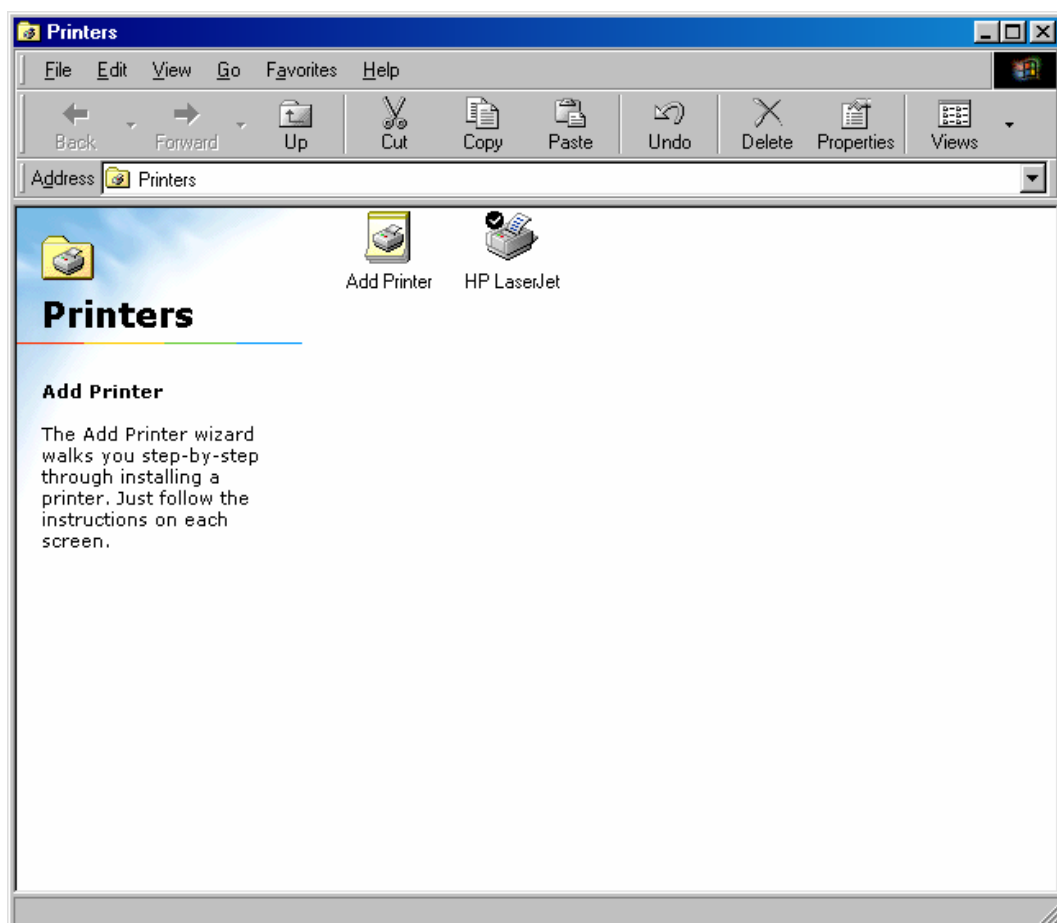 Printers
File Edit View Go Favorites Help
Back Forward Up Cut Copy Paste Undo Delete Properties Views
Address Printers
Add Printer HP LaserJet
Printers
Add Printer
The Add Printer wizard
walks you step-by-step
through installing a
printer. Just follow the
instructions on each
screen.